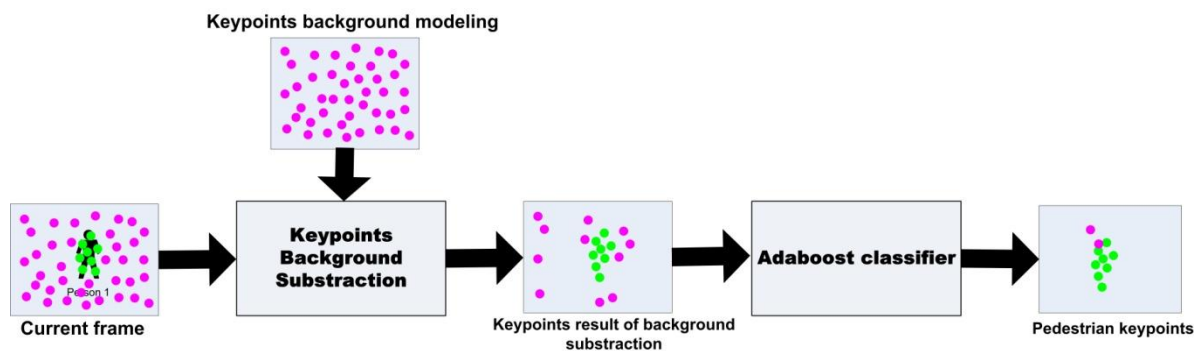 Keypoints background modeling
Keypoints
Background
Substraction
Adaboost classifier
Person 1
Current frame
Keypoints result of background
substraction
Pedestrian keypoints